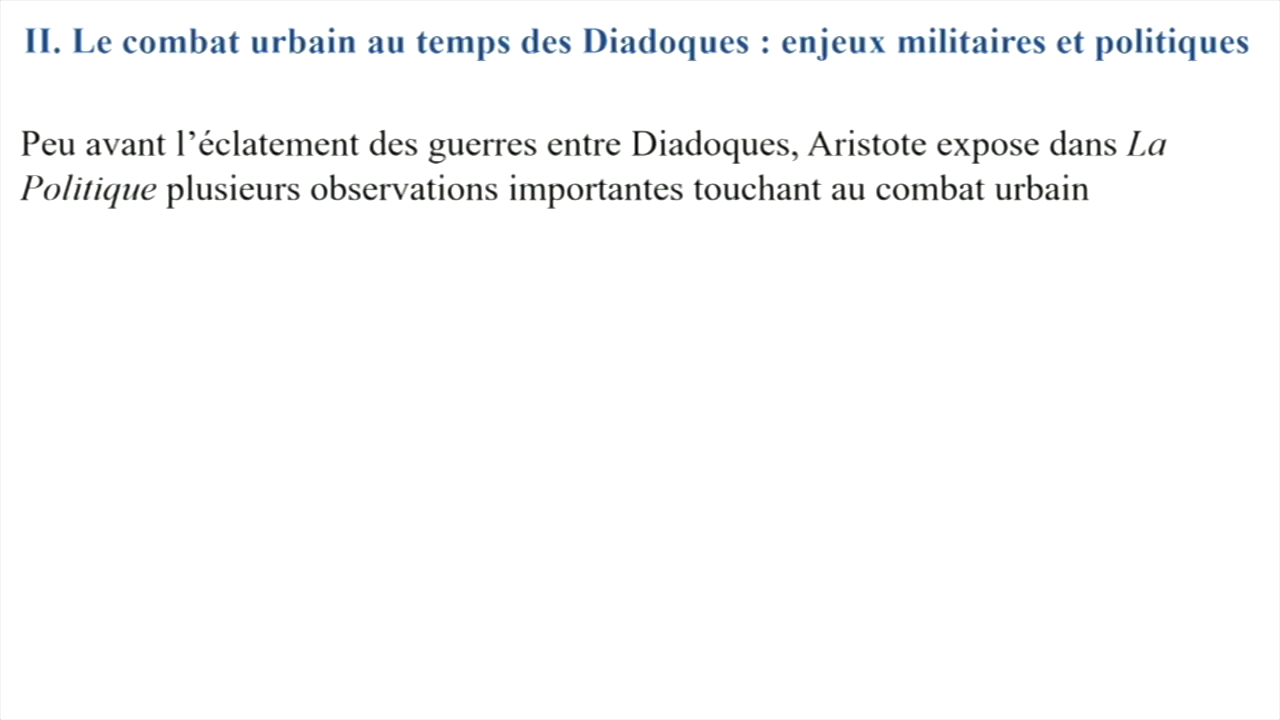 II. Le combat urbain au temps des Diadoques : enjeux militaires et politiques
Peu avant l’éclatement des guerres entre Diadoques, Aristote expose dans La
Politique plusieurs observations importantes touchant au combat urbain